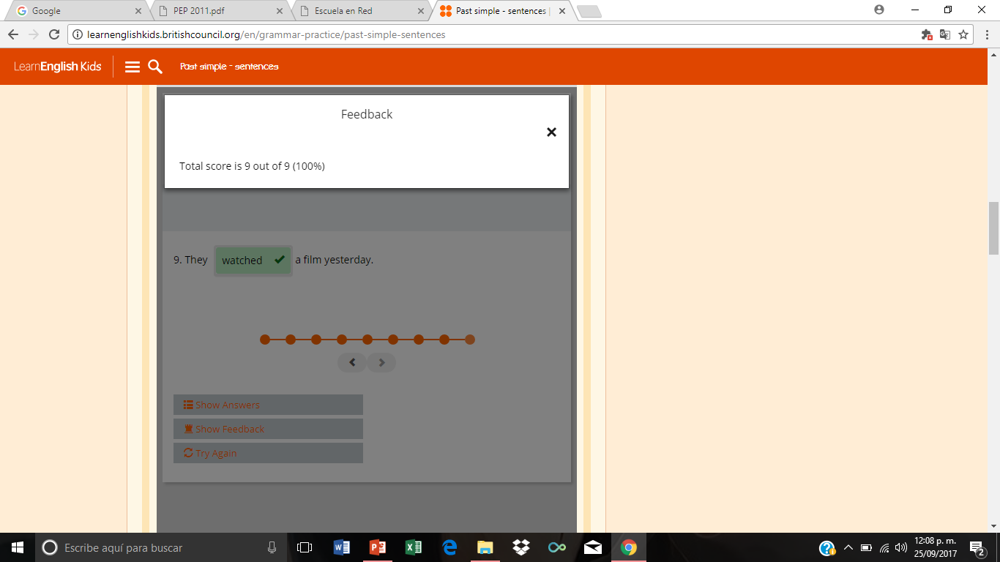 Google
PEP 2011.pdf
Escuela en Red
Past simple - sentences |
learnenglishkids.britishcouncil.org/en/grammar-practice/past-simple-sentences
LearnEnglish Kids
Past simple - sentences
Feedback
Total score is 9 out of 9 (100%)
9. They watched a film yesterday.
Show Answers
Show Feedback
Try Again
Escribe aquí para buscar
12:08 p. m.
25/09/2017
2